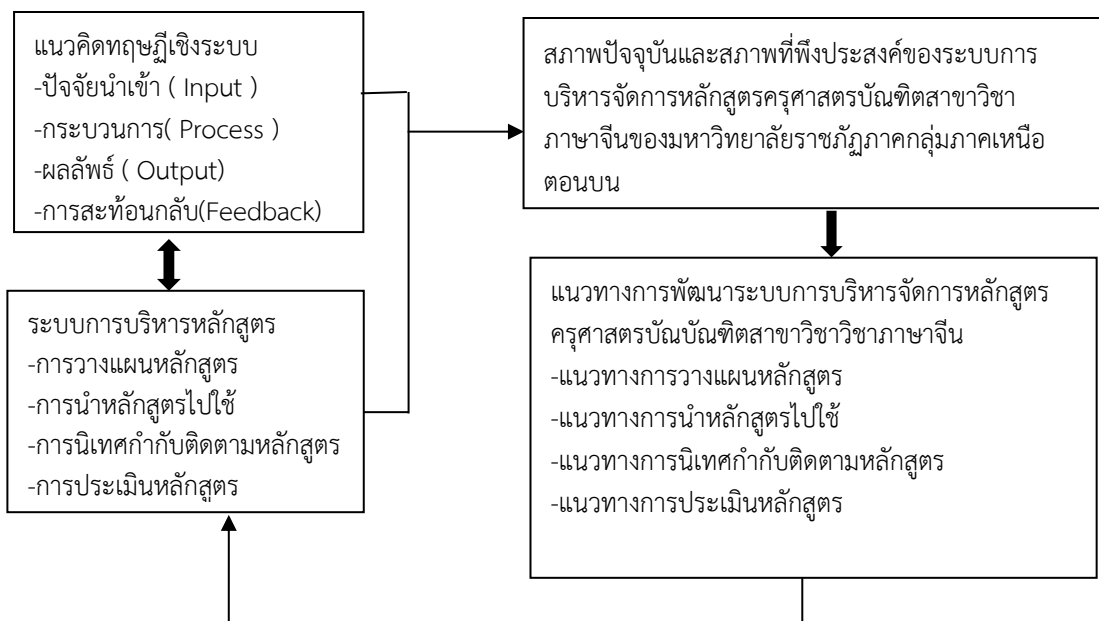 แนวคิดทฤษฏีเชิงระบบ
-ปัจจัยนำเข้า ( Input )
-กระบวนการ( Process )
-ผลลัพธ์ ( Output)
-การสะท้อนกลับ(Feedback)
ระบบการบริหารหลักสูตร
-การวางแผนหลักสูตร
-การนำหลักสูตรไปใช้
-การนิเทศกำกับติดตามหลักสูตร
-การประเมินหลักสูตร
สภาพปัจจุบันและสภาพที่พึงประสงค์ของระบบการ
บริหารจัดการหลักสูตรครุศาสตรบัณฑิตสาขาวิชา
ภาษาจีนของมหาวิทยาลัยราชภัฏภาคกลุ่มภาคเหนือ
ตอนบน
แนวทางการพัฒนาระบบการบริหารจัดการหลักสูตร
ครุศาสตรบัณบัณฑิตสาขาวิชาวิชาภาษาจีน
-แนวทางการวางแผนหลักสูตร
-แนวทางการนำหลักสูตรไปใช้
-แนวทางการนิเทศกำกับติดตามหลักสูตร
-แนวทางการประเมินหลักสูตร